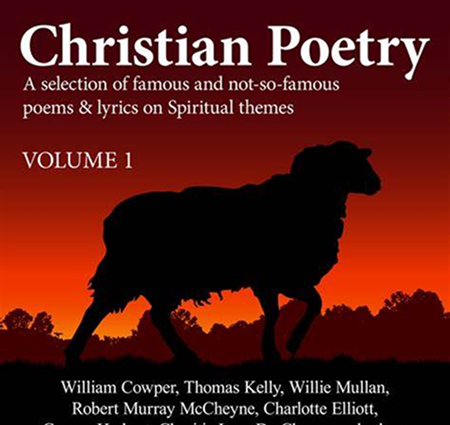 Christian Poetry
A selection of famous and not-so-famous
poems & lyrics on Spiritual themes
VOLUME 1
William Cowper, Thomas Kelly, Willie Mullan,
Robert Murray McCheyne, Charlotte Elliott,